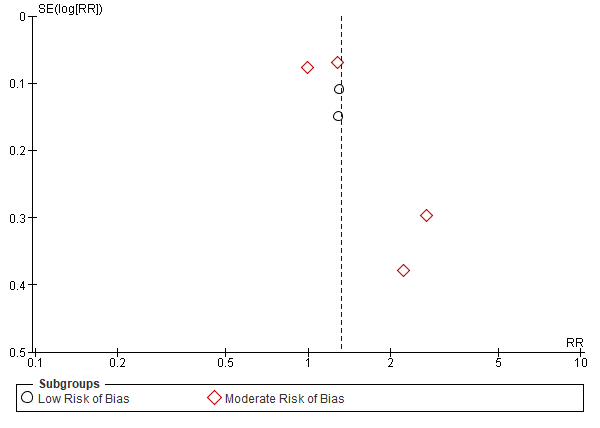 SE(log[RR])
0
0.1
0.2
0.3
0.4
0.5
RR
0.1 0.2 0.5 1 2 5 10
Subgroups
Low Risk of Bias Moderate Risk of Bias